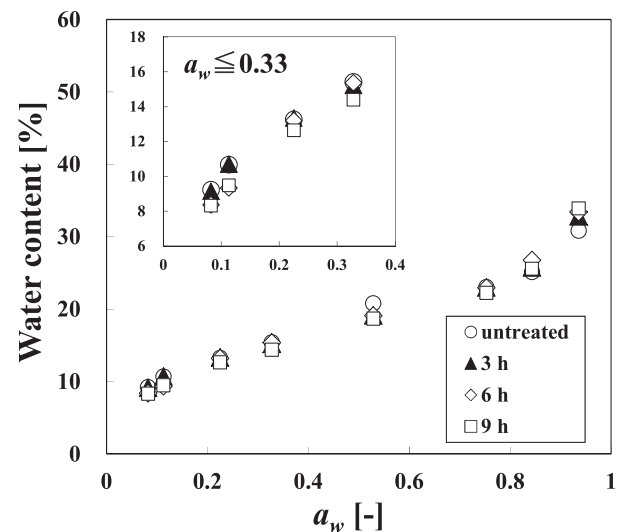 60
50
40
30
20
10
0
Water content [%]
18
16
14
12
10
8
6
a_w ≦ 0.33
0 0.1 0.2 0.3 0.4
untreated
3 h
6 h
9 h
0 0.2 0.4 0.6 0.8 1
a_w [-]